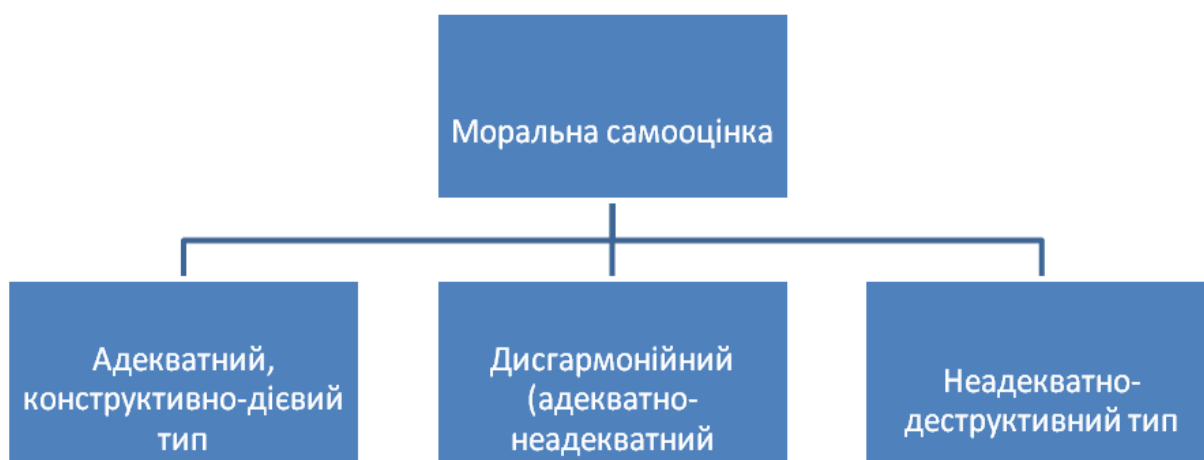 Моральна самооцінка
Адекватний,
конструктивно-дієвий
тип
Дисгармонійний
(адекватно-
неадекватний
Неадекватно-
деструктивний тип